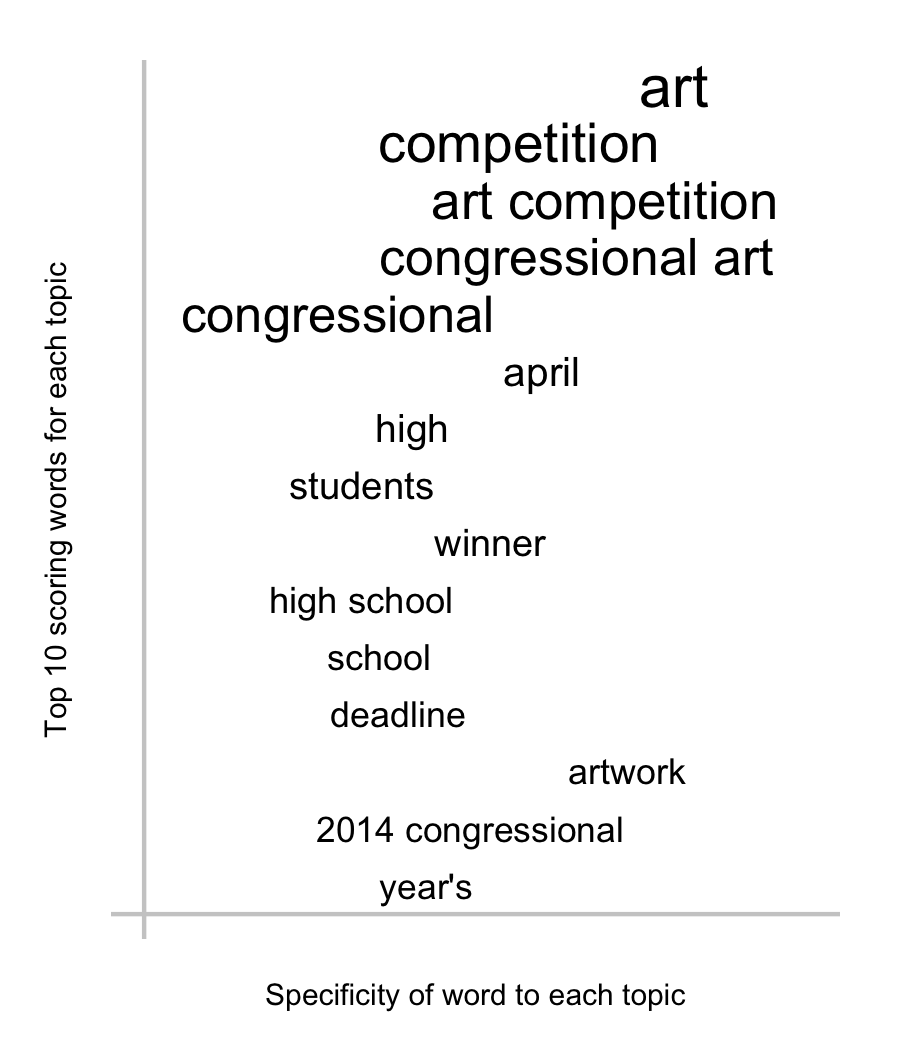 art
competition
art competition
congressional art
congressional
april
high
students
winner
high school
school
deadline
artwork
2014 congressional
year's
Top 10 scoring words for each topic
Specificity of word to each topic